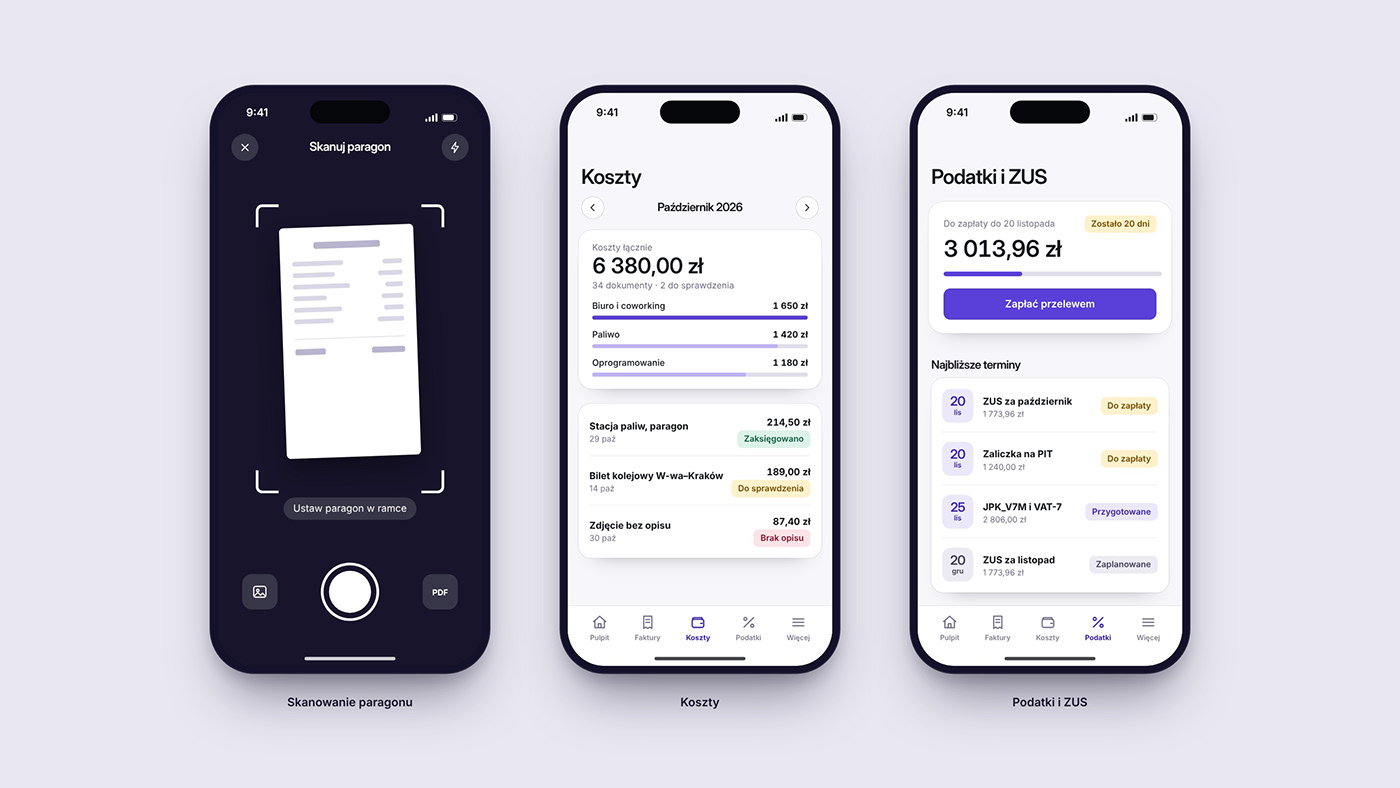 9:41
Skanuj paragon
Ustaw paragon w ramce
PDF
Skanowanie paragonu
9:41
Koszty
Październik 2026
Koszty łącznie
6 380,00 zł
34 dokumenty · 2 do sprawdzenia
Biuro i coworking 1 650 zł
Paliwo 1 420 zł
Oprogramowanie 1 180 zł
Stacja paliw, paragon 214,50 zł
29 paź Zaksięgowano
Bilet kolejowy W-wa–Kraków 189,00 zł
14 paź Do sprawdzenia
Zdjęcie bez opisu 87,40 zł
30 paź Brak opisu
Pulpit Faktury Koszty Podatki Więcej
Koszty
9:41
Podatki i ZUS
Do zapłaty do 20 listopada Zostało 20 dni
3 013,96 zł
Zapłać przelewem
Najbliższe terminy
20 lis ZUS za październik Do zapłaty
1 773,96 zł
20 lis Zaliczka na PIT Do zapłaty
1 240,00 zł
25 lis JPK_V7M i VAT-7 Przygotowane
2 806,00 zł
20 gru ZUS za listopad Zaplanowane
1 773,96 zł
Pulpit Faktury Koszty Podatki Więcej
Podatki i ZUS